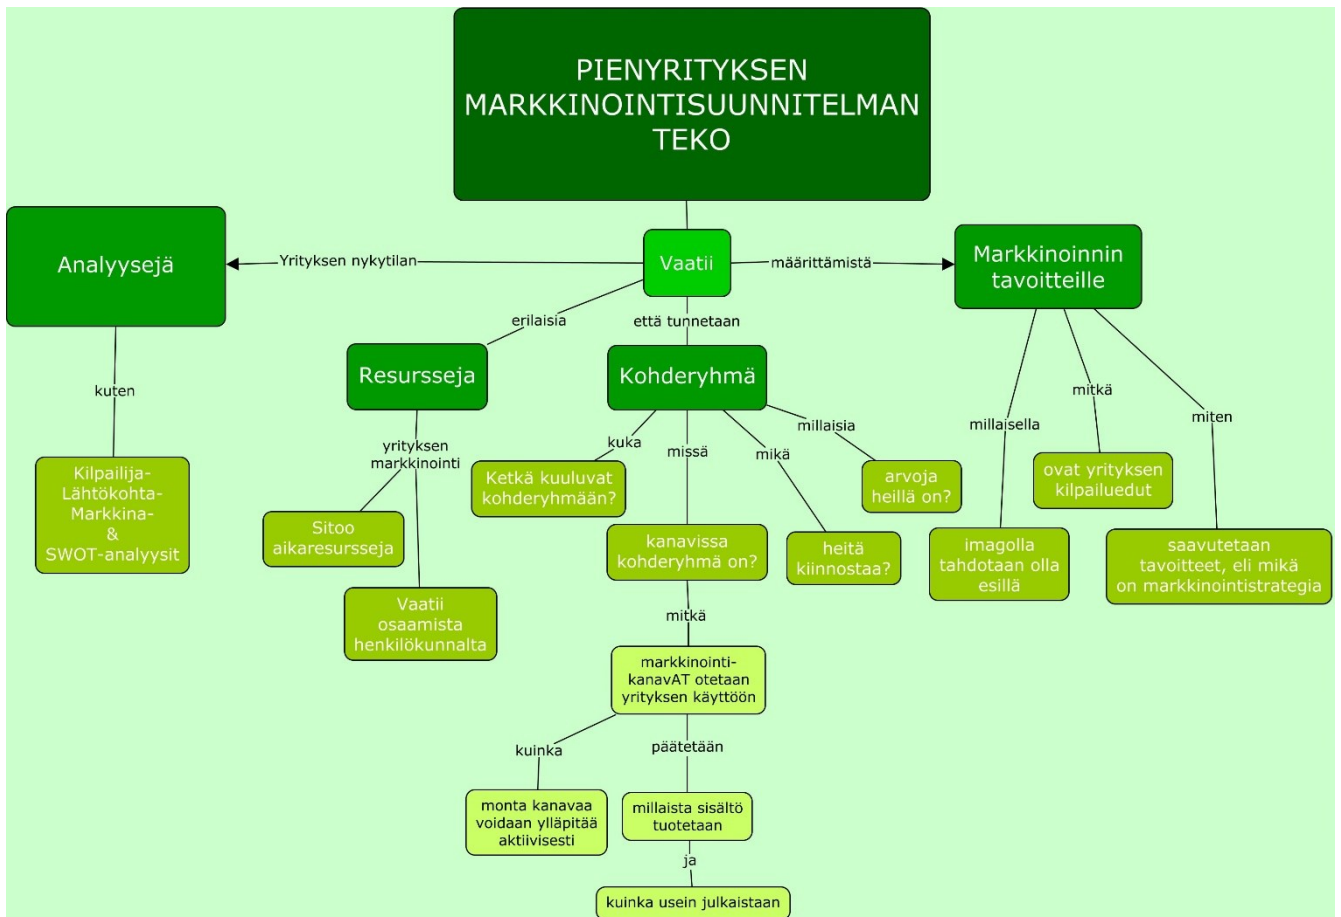 PIENYRITYKSEN
MARKKINOINTISUUNNITELMAN
TEKO
Analyysejä
Yrityksen nykytilan
Vaatii
määrittämistä
Markkinoinnin
tavoitteille
erilaisia
että tunnetaan
Resursseja
Kohderyhmä
kuten
yrityksen
markkinointi
kuka
missä
mikä
millaisia
millaisella
mitkä
miten
Kilpailija-
Lähtökohta-
Markkina-
&
SWOT-analyysit
Sitoo
aikaresursseja
Vaatii
osaamista
henkilökunnalta
Ketkä kuuluvat
kohderyhmään?
kanavissa
kohderyhmä on?
heitä
kiinnostaa?
arvoja
heillä on?
imagolla
tahdotaan olla
esillä
ovat yrityksen
kilpailuedut
saavutetaan
tavoitteet, eli mikä
on markkinointistrategia
mitkä
markkinointi-
kanavAT otetaan
yrityksen käyttöön
kuinka
päätetään
monta kanavaa
voidaan ylläpitää
aktiivisesti
millaista sisältö
tuotetaan
ja
kuinka usein julkaistaan